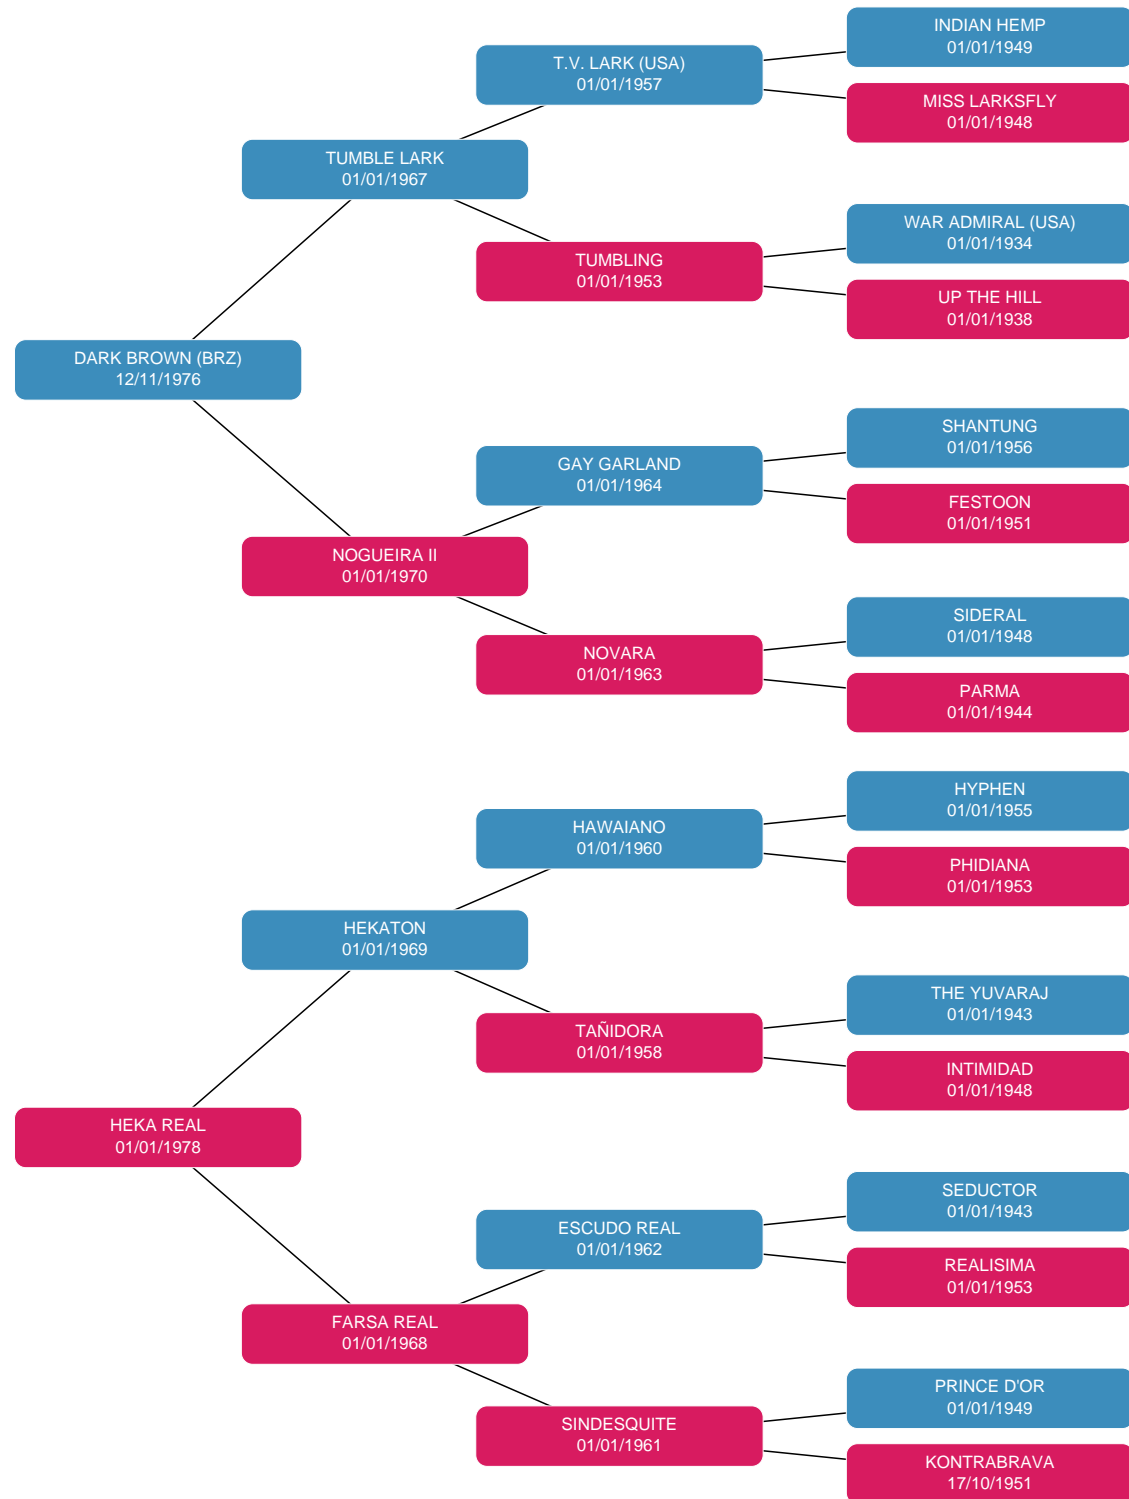 INDIAN HEMP
01/01/1949
T.V. LARK (USA)
01/01/1957
MISS LARKSFLY
01/01/1948
TUMBLE LARK
01/01/1967
WAR ADMIRAL (USA)
01/01/1934
TUMBLING
01/01/1953
UP THE HILL
01/01/1938
DARK BROWN (BRZ)
12/11/1976
SHANTUNG
01/01/1956
GAY GARLAND
01/01/1964
FESTOON
01/01/1951
NOGUEIRA II
01/01/1970
SIDERAL
01/01/1948
NOVARA
01/01/1963
PARMA
01/01/1944
HYPHEN
01/01/1955
HAWAIANO
01/01/1960
PHIDIANA
01/01/1953
HEKATON
01/01/1969
THE YUVARAJ
01/01/1943
TAÑIDORA
01/01/1958
INTIMIDAD
01/01/1948
HEKA REAL
01/01/1978
SEDUCTOR
01/01/1943
ESCUDO REAL
01/01/1962
REALISIMA
01/01/1953
FARSA REAL
01/01/1968
PRINCE D'OR
01/01/1949
SINDESQUITE
01/01/1961
KONTRABRAVA
17/10/1951